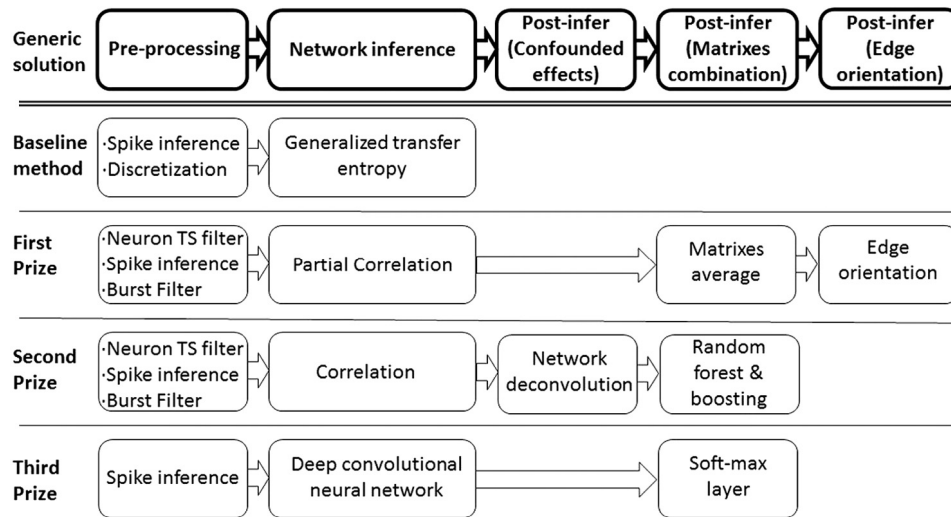 Generic
solution
Pre-processing
Network inference
Post-infer
(Confounded
effects)
Post-infer
(Matrixes
combination)
Post-infer
(Edge
orientation)
Baseline
method
·Spike inference
·Discretization
Generalized transfer
entropy
First
Prize
·Neuron TS filter
·Spike inference
·Burst Filter
Partial Correlation
Matrixes
average
Edge
orientation
Second
Prize
·Neuron TS filter
·Spike inference
·Burst Filter
Correlation
Network
deconvolution
Random
forest &
boosting
Third
Prize
Spike inference
Deep convolutional
neural network
Soft-max
layer